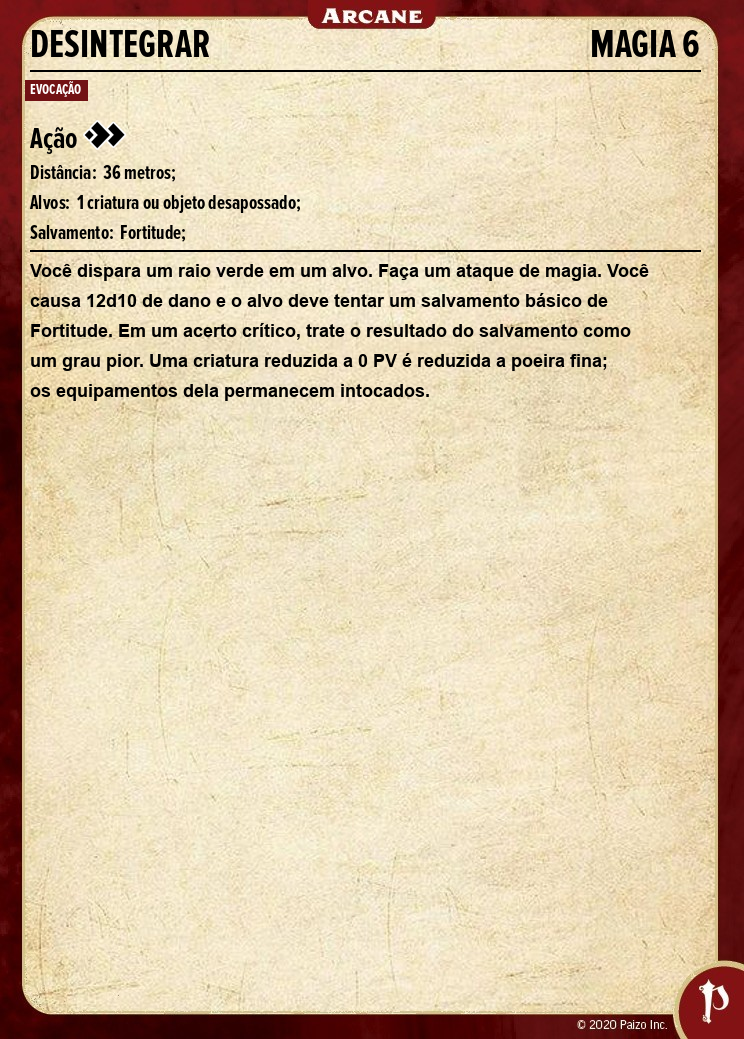 ARCANE
DESINTEGRAR MAGIA 6
EVOCAÇÃO
Ação
Distância: 36 metros;
Alvos: 1 criatura ou objeto desapossado;
Salvamento: Fortitude;
Você dispara um raio verde em um alvo. Faça um ataque de magia. Você
causa 12d10 de dano e o alvo deve tentar um salvamento básico de
Fortitude. Em um acerto crítico, trate o resultado do salvamento como
um grau pior. Uma criatura reduzida a 0 PV é reduzida a poeira fina;
os equipamentos dela permanecem intocados.
© 2020 Paizo Inc.
P